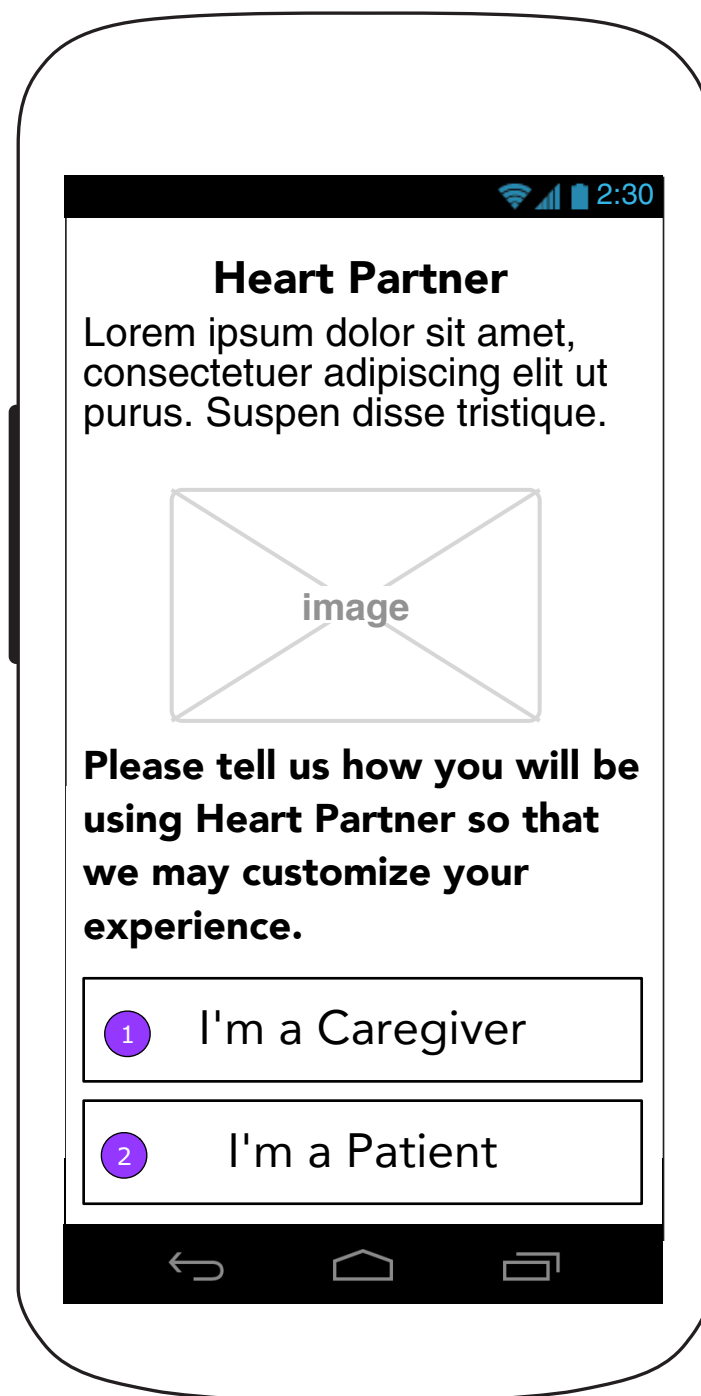 2:30
Heart Partner
Lorem ipsum dolor sit amet,
consectetuer adipiscing elit ut
purus. Suspen disse tristique.
image
Please tell us how you will be
using Heart Partner so that
we may customize your
experience.
1 I'm a Caregiver
2 I'm a Patient